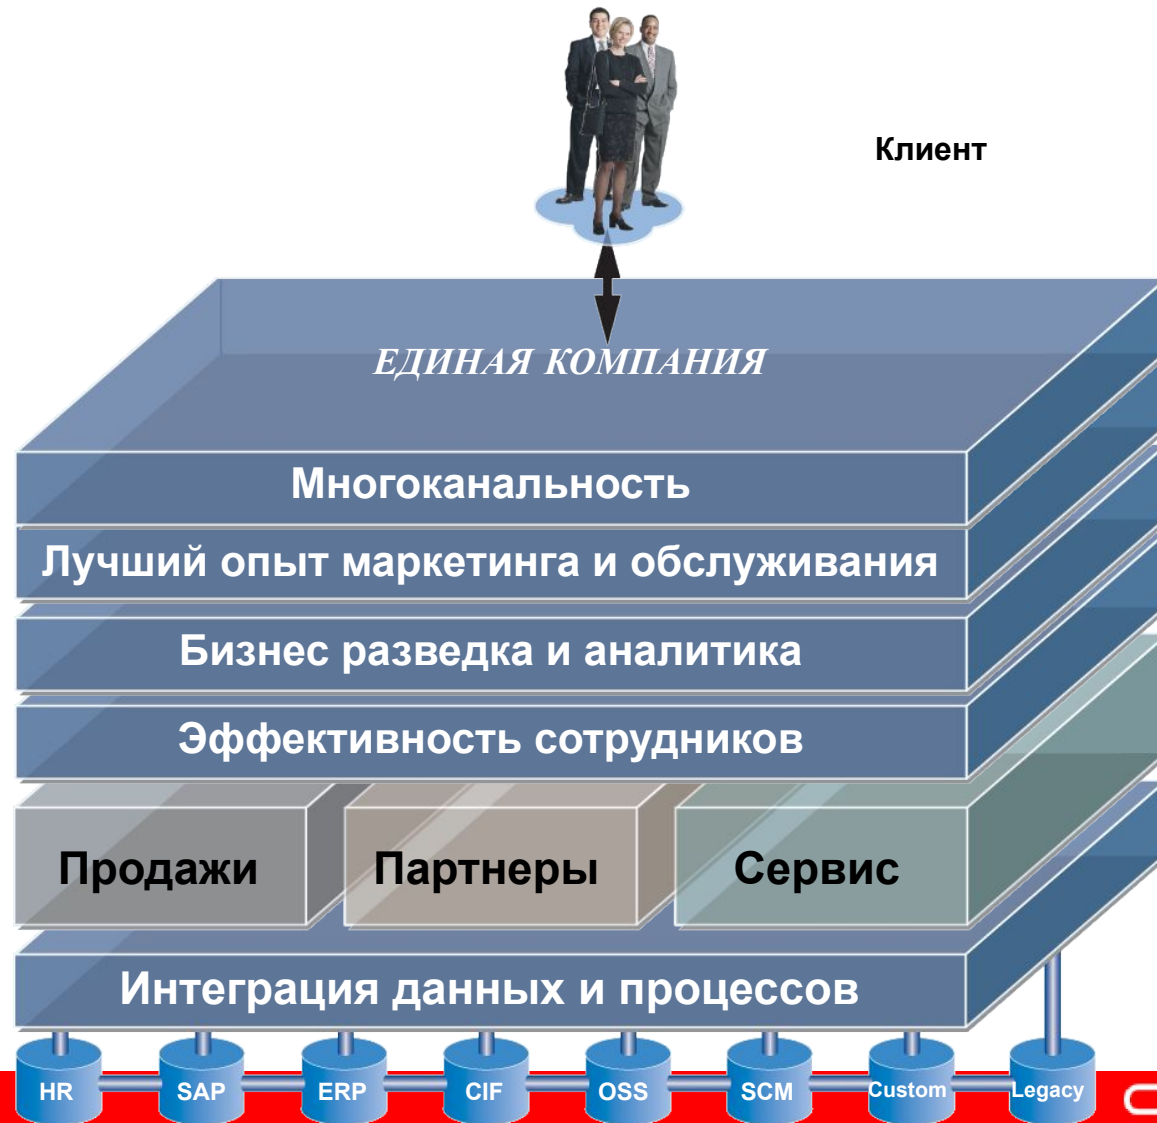 Клиент
ЕДИНАЯ КОМПАНИЯ
Многоканальность
Лучший опыт маркетинга и обслуживания
Бизнес разведка и аналитика
Эффективность сотрудников
Продажи
Партнеры
Сервис
Интеграция данных и процессов
HR
SAP
ERP
CIF
OSS
SCM
Custom
Legacy